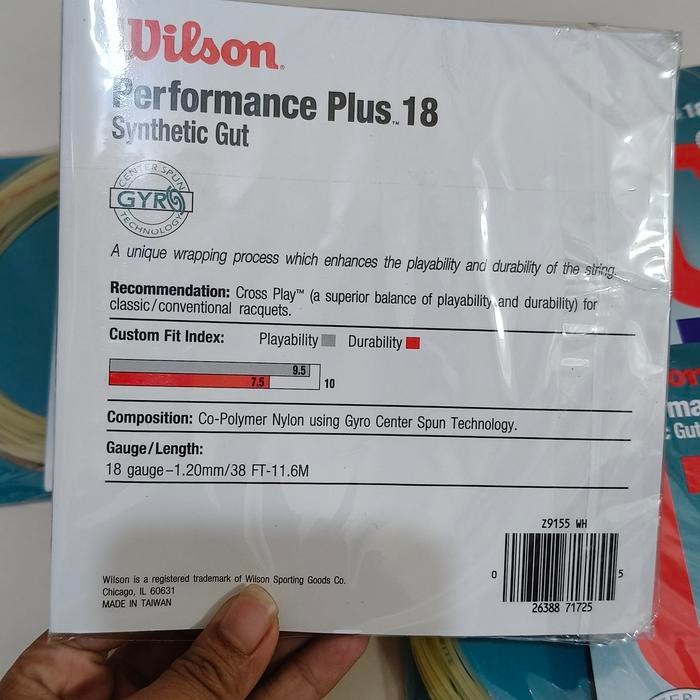 Wilson.
Performance Plus™ 18
Synthetic Gut
CENTER SPUN
GYRO
TECHNOLOGY
A unique wrapping process which enhances the playability and durability of the string.
Recommendation: Cross Play™ (a superior balance of playability and durability) for
classic/conventional racquets.
Custom Fit Index: Playability Durability
9.5
7.5 10
Composition: Co-Polymer Nylon using Gyro Center Spun Technology.
Gauge/Length:
18 gauge–1.20mm/38 FT-11.6M
Z9155 WH
0 26388 71725 5
Wilson is a registered trademark of Wilson Sporting Goods Co.
Chicago, IL 60631
MADE IN TAIWAN